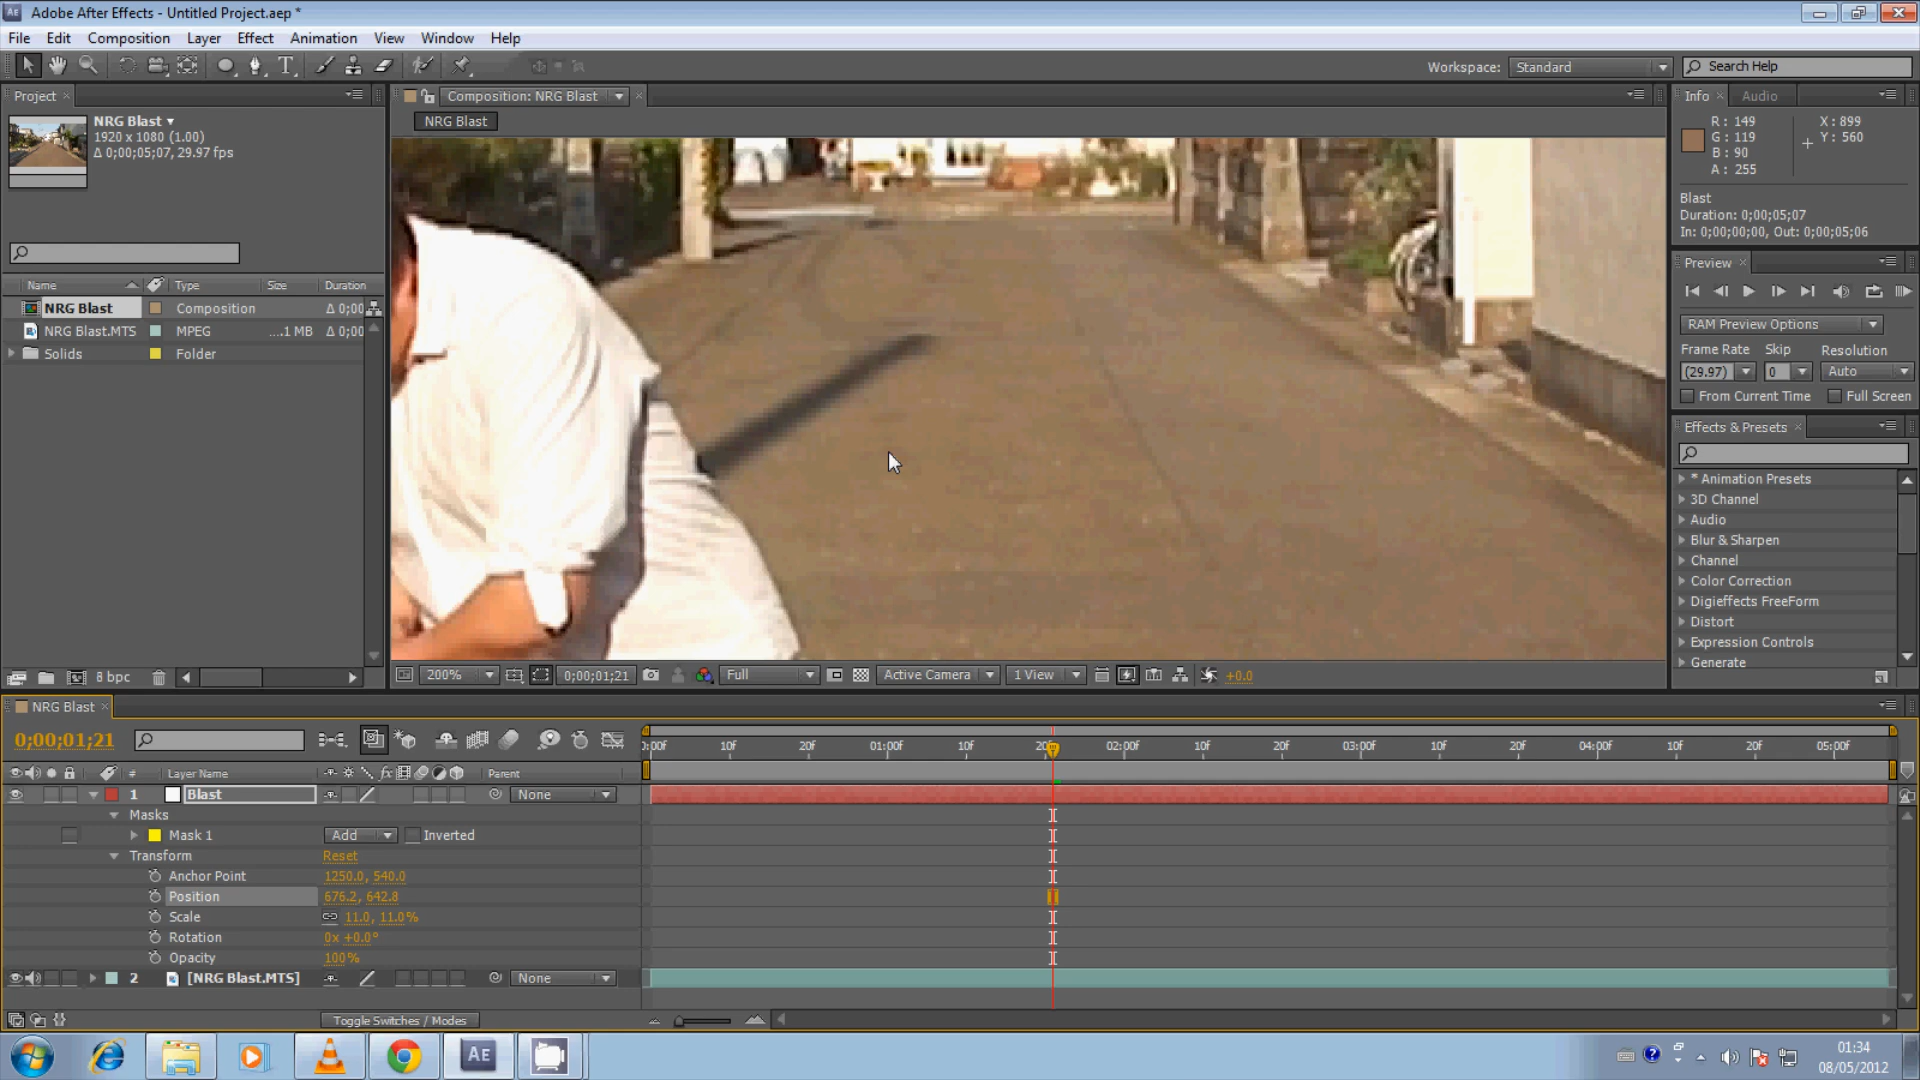 Adobe After Effects - Untitled Project.aep *
File Edit Composition Layer Effect Animation View Window Help
Workspace: Standard Search Help
Project
NRG Blast
1920 x 1080 (1.00)
Δ 0;00;05;07, 29.97 fps
Name Type Size Duration
NRG Blast Composition Δ 0;00
NRG Blast.MTS MPEG ....1 MB Δ 0;00
Solids Folder
8 bpc
Composition: NRG Blast
NRG Blast
200% 0;00;01;21 Full Active Camera 1 View +0.0
Info Audio
R: 149 X: 899
G: 119 Y: 560
B: 90
A: 255
Blast
Duration: 0;00;05;07
In: 0;00;00;00, Out: 0;00;05;06
Preview
RAM Preview Options
Frame Rate Skip Resolution
(29.97) 0 Auto
From Current Time Full Screen
Effects & Presets
* Animation Presets
3D Channel
Audio
Blur & Sharpen
Channel
Color Correction
Digieffects FreeForm
Distort
Expression Controls
Generate
NRG Blast
0;00;01;21
):00f 10f 20f 01:00f 10f 20f 02:00f 10f 20f 03:00f 10f 20f 04:00f 10f 20f 05:00f
# Layer Name fx Parent
1 Blast None
Masks
Mask 1 Add Inverted
Transform Reset
Anchor Point 1250.0, 540.0
Position 676.2, 642.8
Scale 11.0, 11.0%
Rotation 0x +0.0°
Opacity 100%
2 [NRG Blast.MTS] None
Toggle Switches / Modes
AE
01:34
08/05/2012